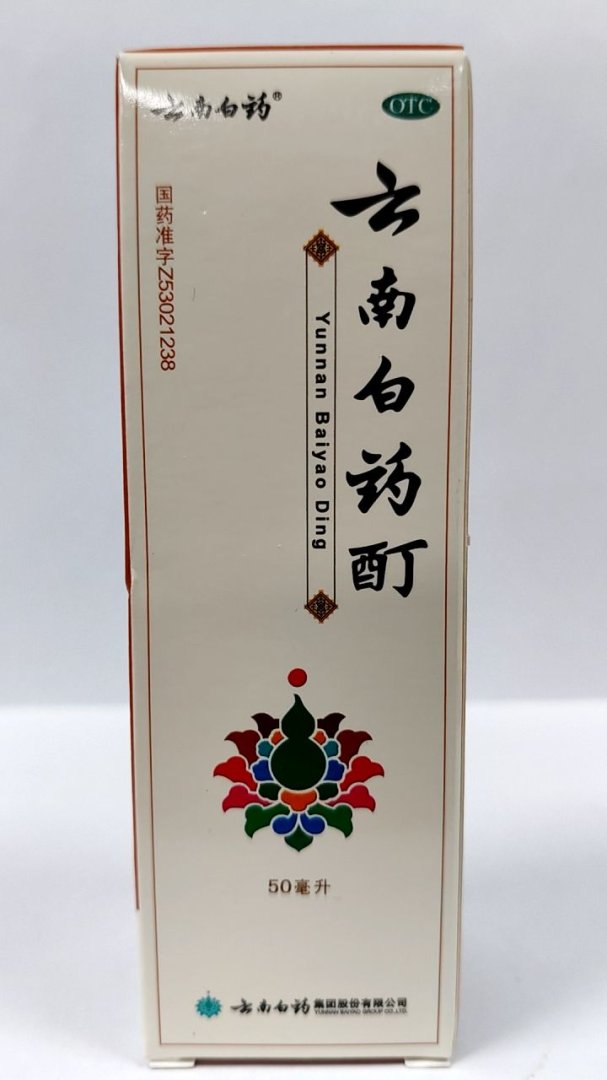 云南白药®
OTC
国药准字Z53021238
云南白药酊
Yunnan Baiyao Ding
50毫升
云南白药集团股份有限公司
YUNNAN BAIYAO GROUP CO.,LTD.